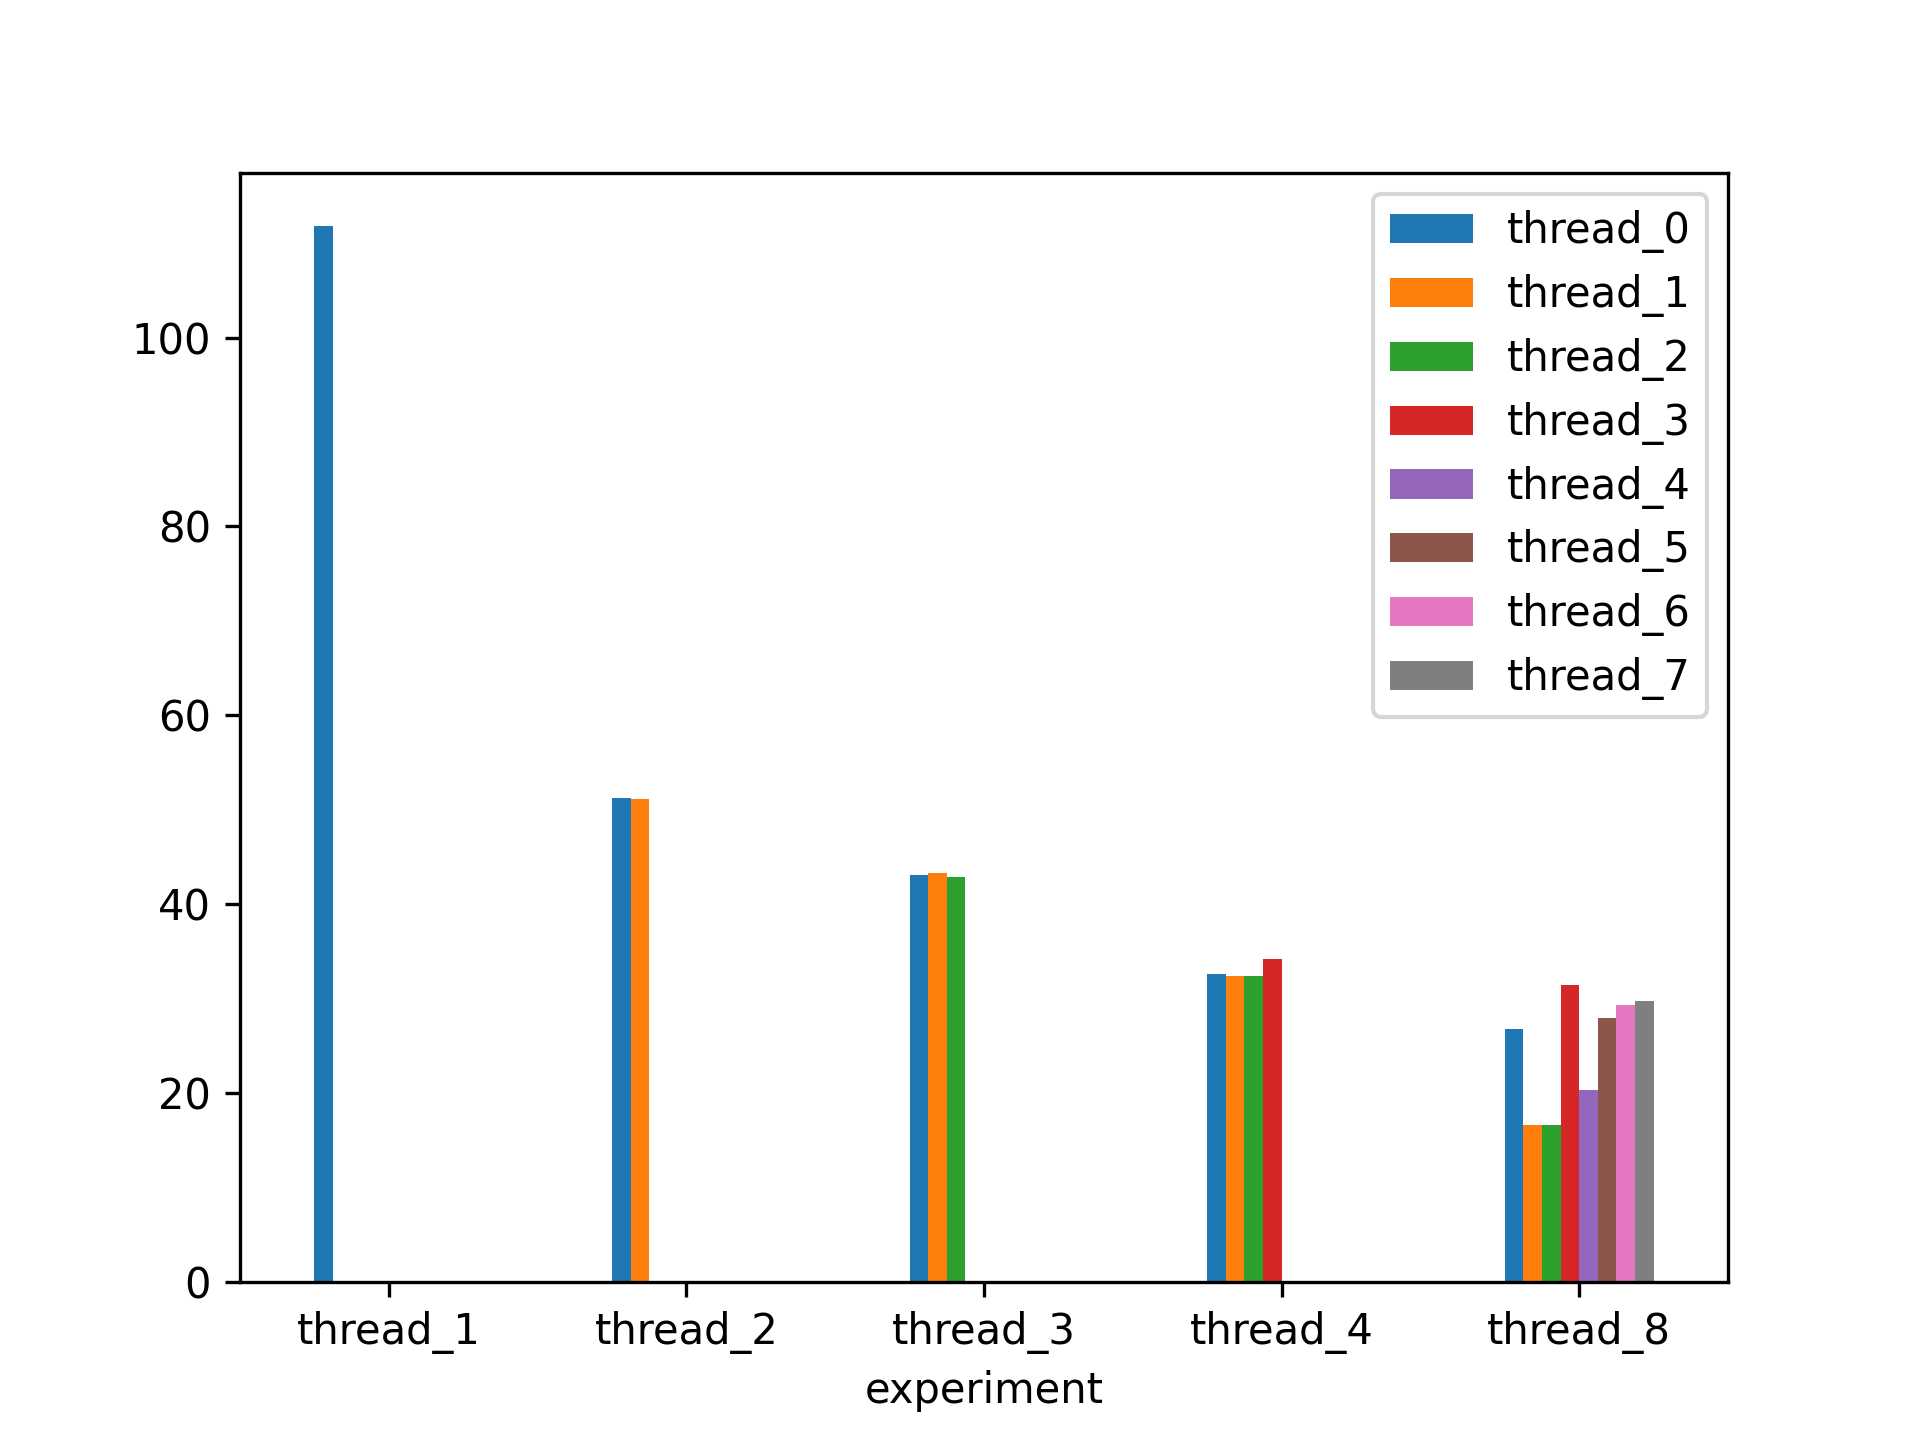 100
80
60
40
20
0
thread_0
thread_1
thread_2
thread_3
thread_4
thread_5
thread_6
thread_7
thread_1 thread_2 thread_3 thread_4 thread_8
experiment